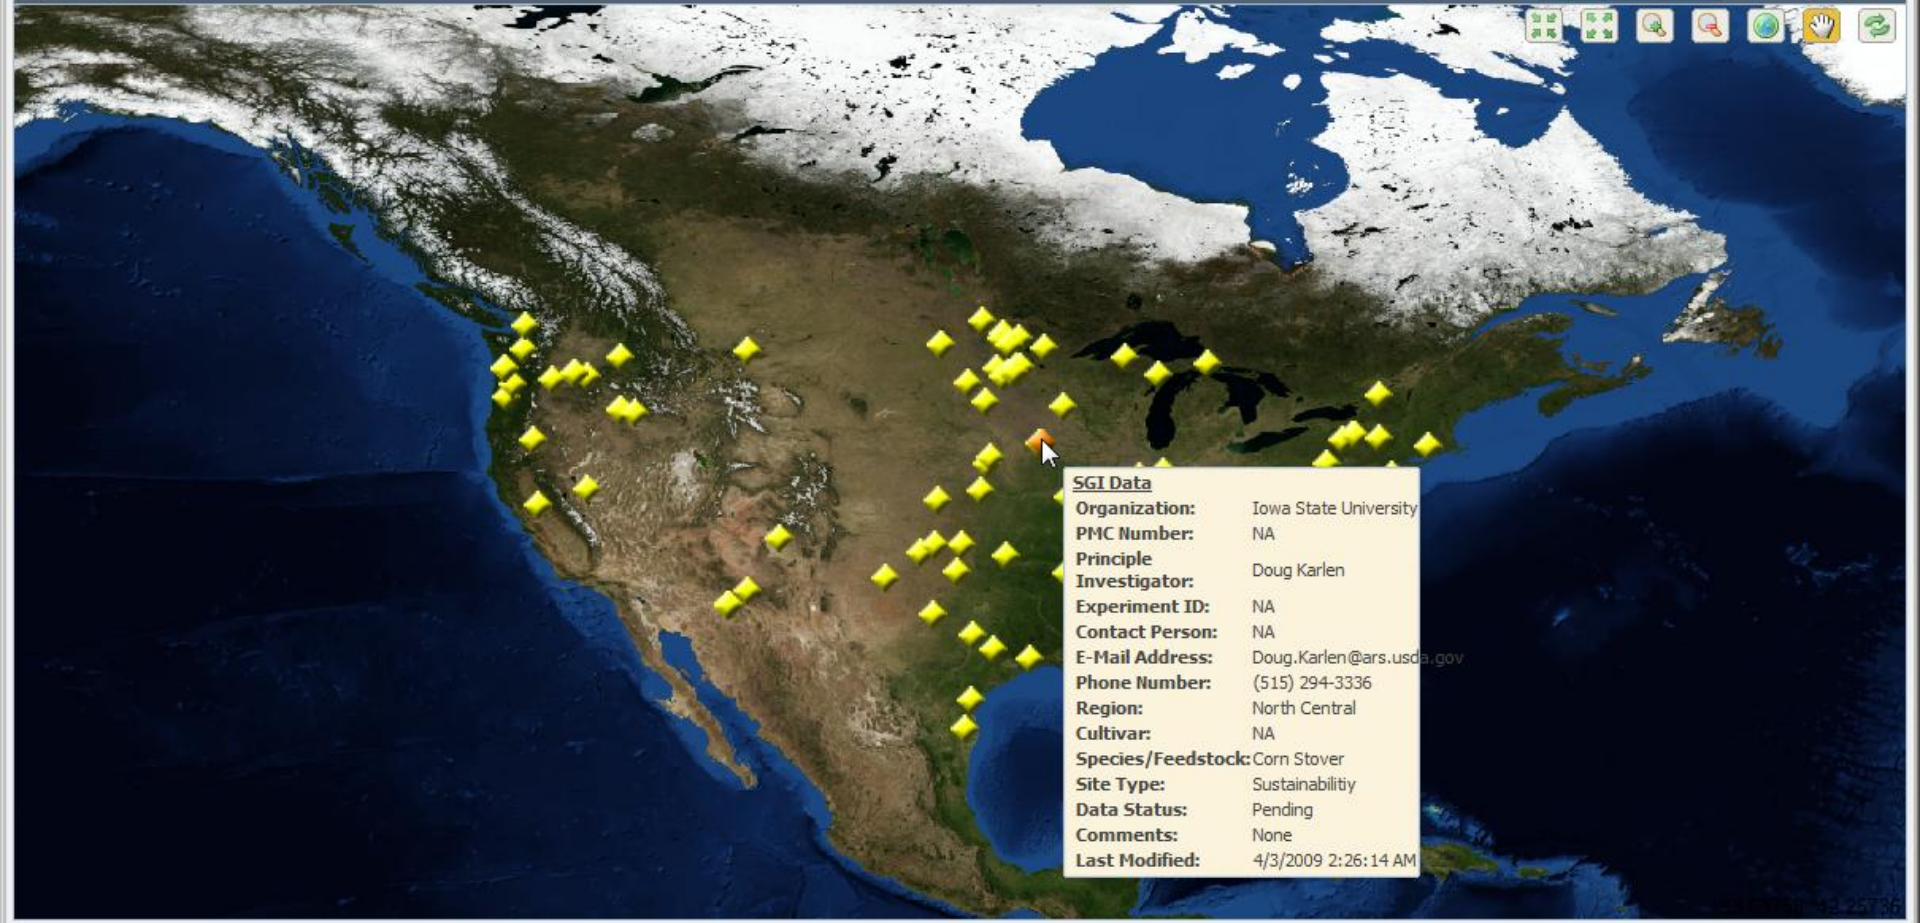 SGI Data
Organization: Iowa State University
PMC Number: NA
Principle
Investigator: Doug Karlen
Experiment ID: NA
Contact Person: NA
E-Mail Address: Doug.Karlen@ars.usda.gov
Phone Number: (515) 294-3336
Region: North Central
Cultivar: NA
Species/Feedstock: Corn Stover
Site Type: Sustainabilitiy
Data Status: Pending
Comments: None
Last Modified: 4/3/2009 2:26:14 AM